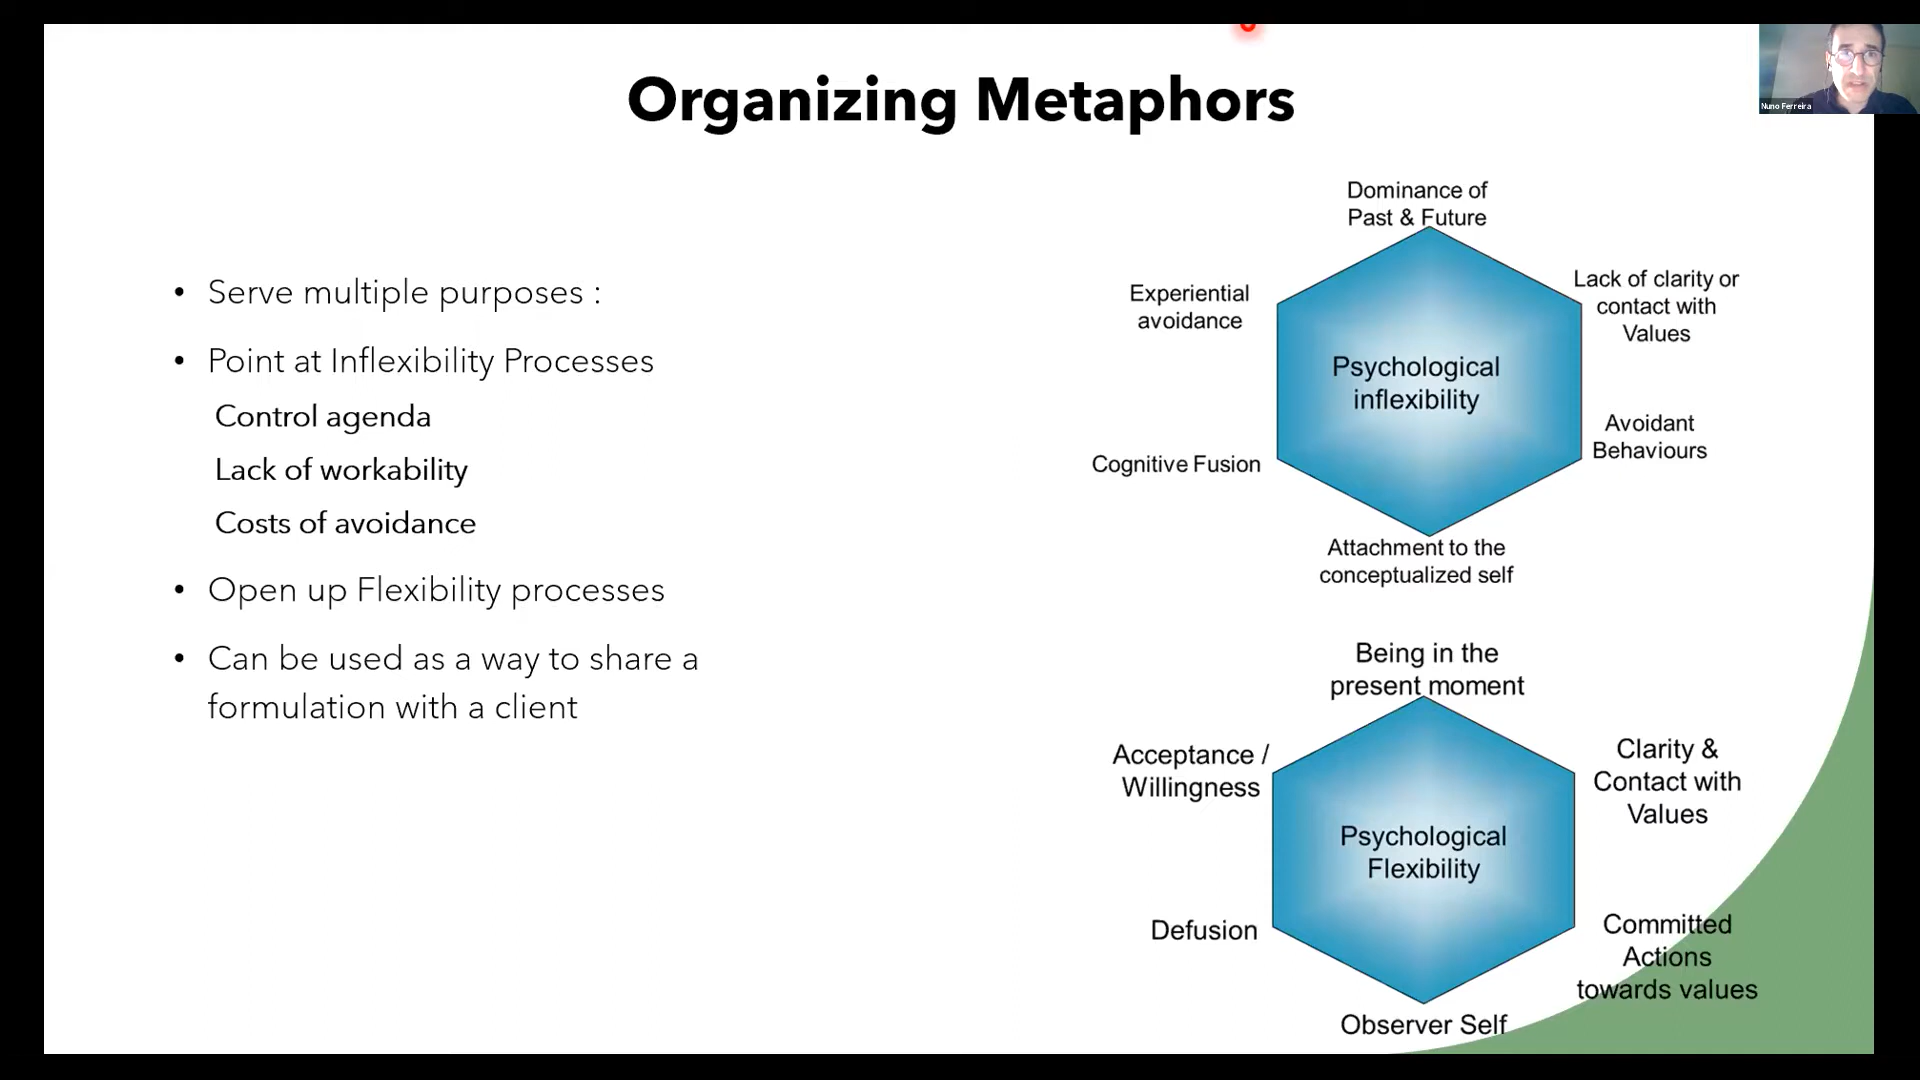 Organizing Metaphors
Nuno Ferreira
• Serve multiple purposes :
• Point at Inflexibility Processes
Control agenda
Lack of workability
Costs of avoidance
• Open up Flexibility processes
• Can be used as a way to share a
formulation with a client
Dominance of
Past & Future
Experiential
avoidance
Lack of clarity or
contact with
Values
Psychological
inflexibility
Cognitive Fusion
Avoidant
Behaviours
Attachment to the
conceptualized self
Being in the
present moment
Acceptance /
Willingness
Clarity &
Contact with
Values
Psychological
Flexibility
Defusion
Committed
Actions
towards values
Observer Self